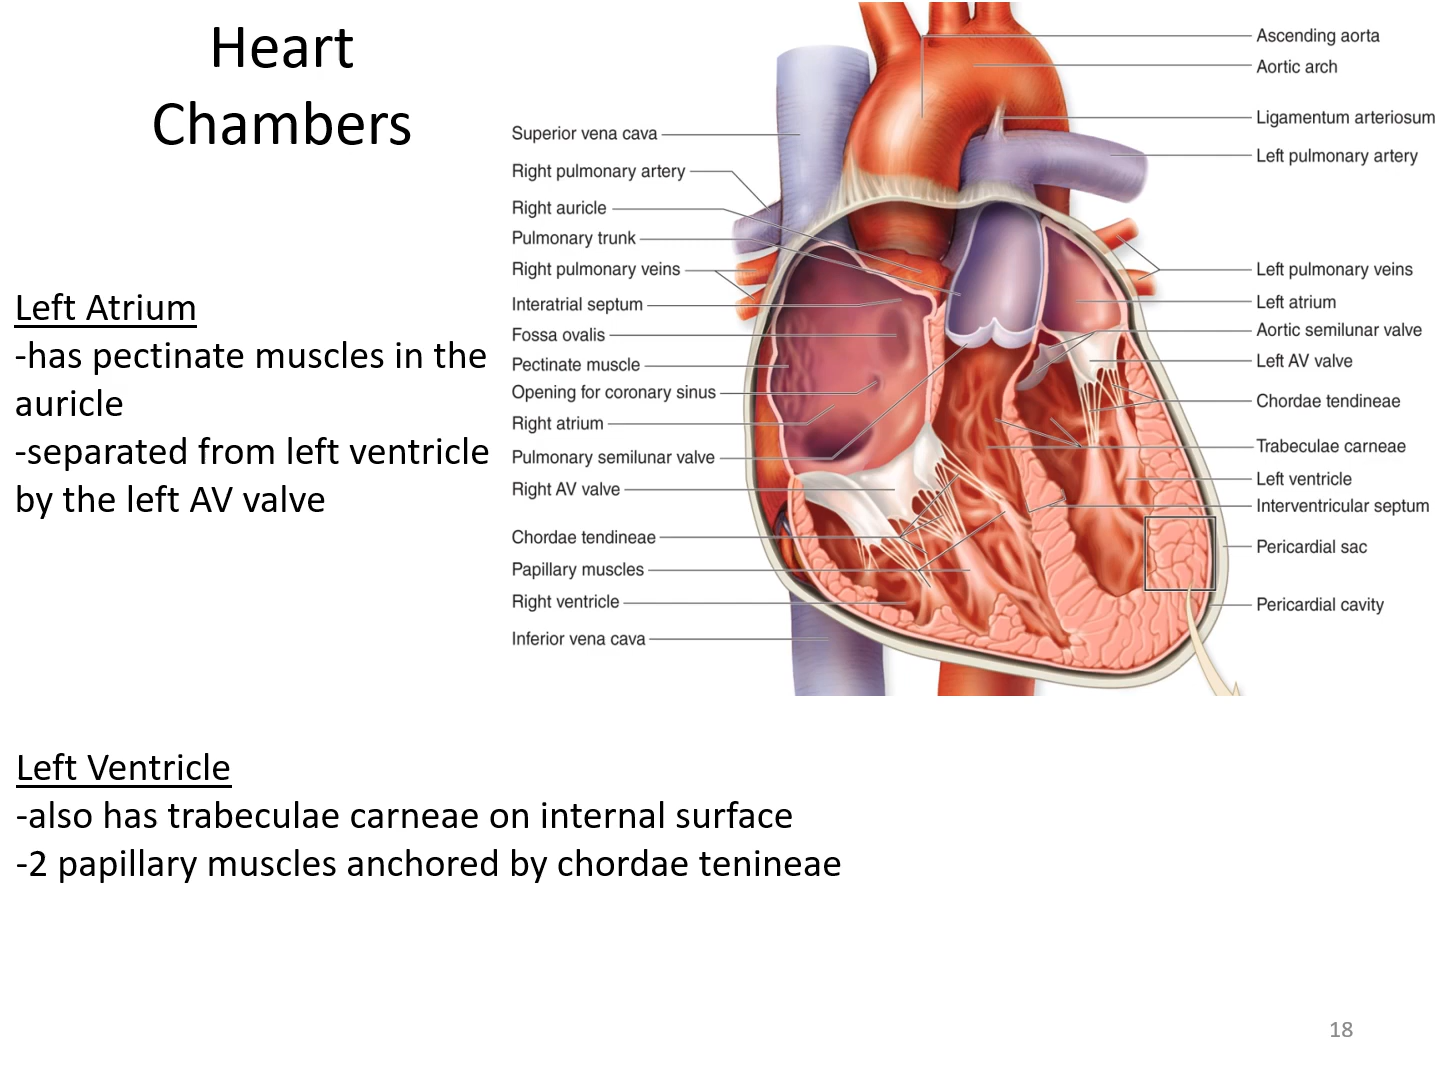 Heart
Chambers
Left Atrium
-has pectinate muscles in the
auricle
-separated from left ventricle
by the left AV valve
Superior vena cava
Right pulmonary artery
Right auricle
Pulmonary trunk
Right pulmonary veins
Interatrial septum
Fossa ovalis
Pectinate muscle
Opening for coronary sinus
Right atrium
Pulmonary semilunar valve
Right AV valve
Chordae tendineae
Papillary muscles
Right ventricle
Inferior vena cava
Ascending aorta
Aortic arch
Ligamentum arteriosum
Left pulmonary artery
Left pulmonary veins
Left atrium
Aortic semilunar valve
Left AV valve
Chordae tendineae
Trabeculae carneae
Left ventricle
Interventricular septum
Pericardial sac
Pericardial cavity
Left Ventricle
-also has trabeculae carneae on internal surface
-2 papillary muscles anchored by chordae tenineae
18